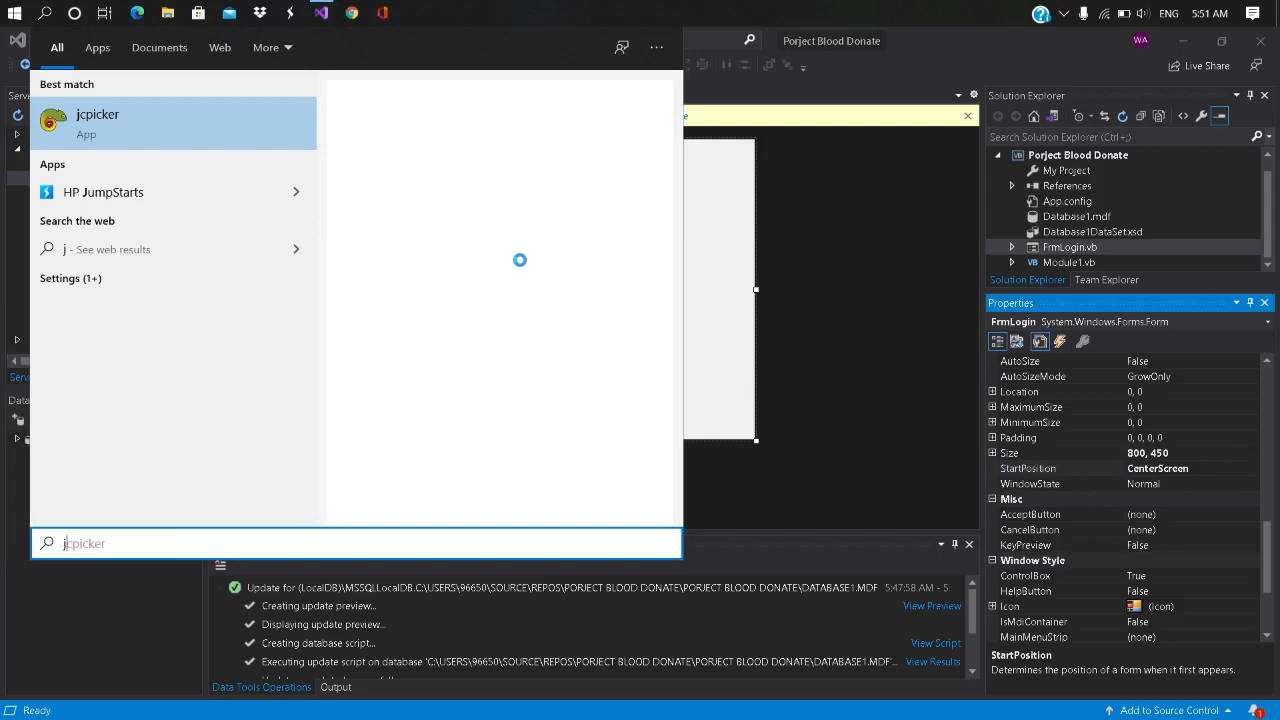 ENG 5:51 AM
All Apps Documents Web More
Porject Blood Donate
WA
Live Share
Best match
jcpicker
App
Apps
HP JumpStarts
Search the web
j - See web results
Settings (1+)
jcpicker
Solution Explorer
Search Solution Explorer (Ctrl+;)
Porject Blood Donate
My Project
References
App.config
Database1.mdf
Database1DataSet.xsd
FrmLogin.vb
Module1.vb
Solution Explorer Team Explorer
Properties
FrmLogin System.Windows.Forms.Form
AutoSize False
AutoSizeMode GrowOnly
Location 0, 0
MaximumSize 0, 0
MinimumSize 0, 0
Padding 0, 0, 0, 0
Size 800, 450
StartPosition CenterScreen
WindowState Normal
Misc
AcceptButton (none)
CancelButton (none)
KeyPreview False
Window Style
ControlBox True
HelpButton False
Icon (Icon)
IsMdiContainer False
MainMenuStrip (none)
StartPosition
Determines the position of a form when it first appears.
Update for (LocalDB)\MSSQLLocalDB.C:\USERS\96650\SOURCE\REPOS\PORJECT BLOOD DONATE\PORJECT BLOOD DONATE\DATABASE1.MDF 5:47:58 AM - 5:
Creating update preview... View Preview
Displaying update preview...
Creating database script... View Script
Executing update script on database 'C:\USERS\96650\SOURCE\REPOS\PORJECT BLOOD DONATE\PORJECT BLOOD DONATE\DATABASE1.MDF'... View Results
Data Tools Operations Output
Ready
Add to Source Control
1